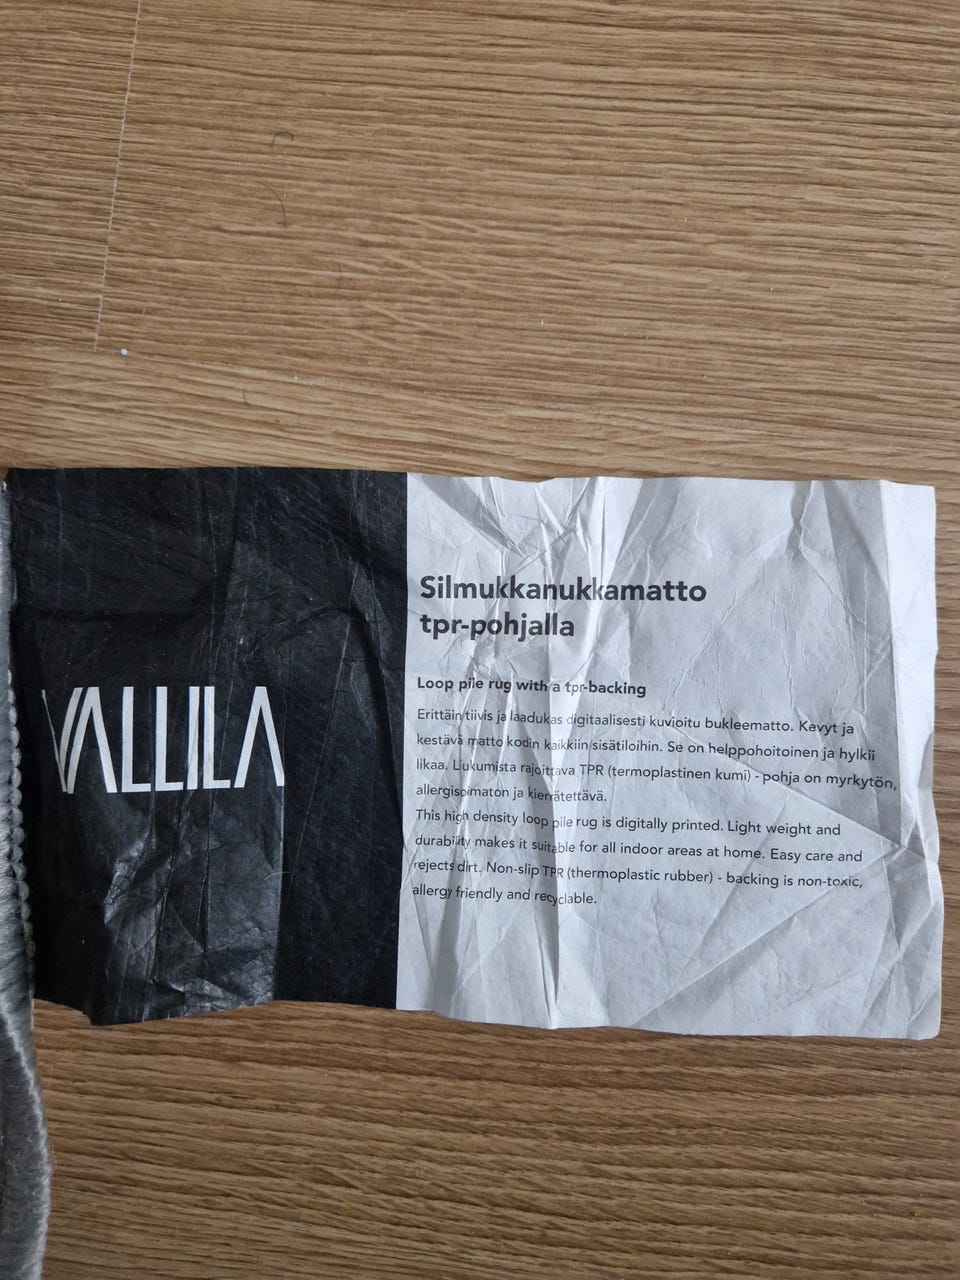 VALLILA
Silmukkanukkamatto
tpr-pohjalla
Loop pile rug with a tpr-backing
Erittäin tiivis ja laadukas digitaalisesti kuvioitu bukleematto. Kevyt ja
kestävä matto kodin kaikkiin sisätiloihin. Se on helppohoitoinen ja hylkii
likaa. Liukumista rajoittava TPR (termoplastinen kumi) - pohja on myrkytön,
allergisoimaton ja kierrätettävä.
This high density loop pile rug is digitally printed. Light weight and
durability makes it suitable for all indoor areas at home. Easy care and
rejects dirt. Non-slip TPR (thermoplastic rubber) - backing is non-toxic,
allergy friendly and recyclable.